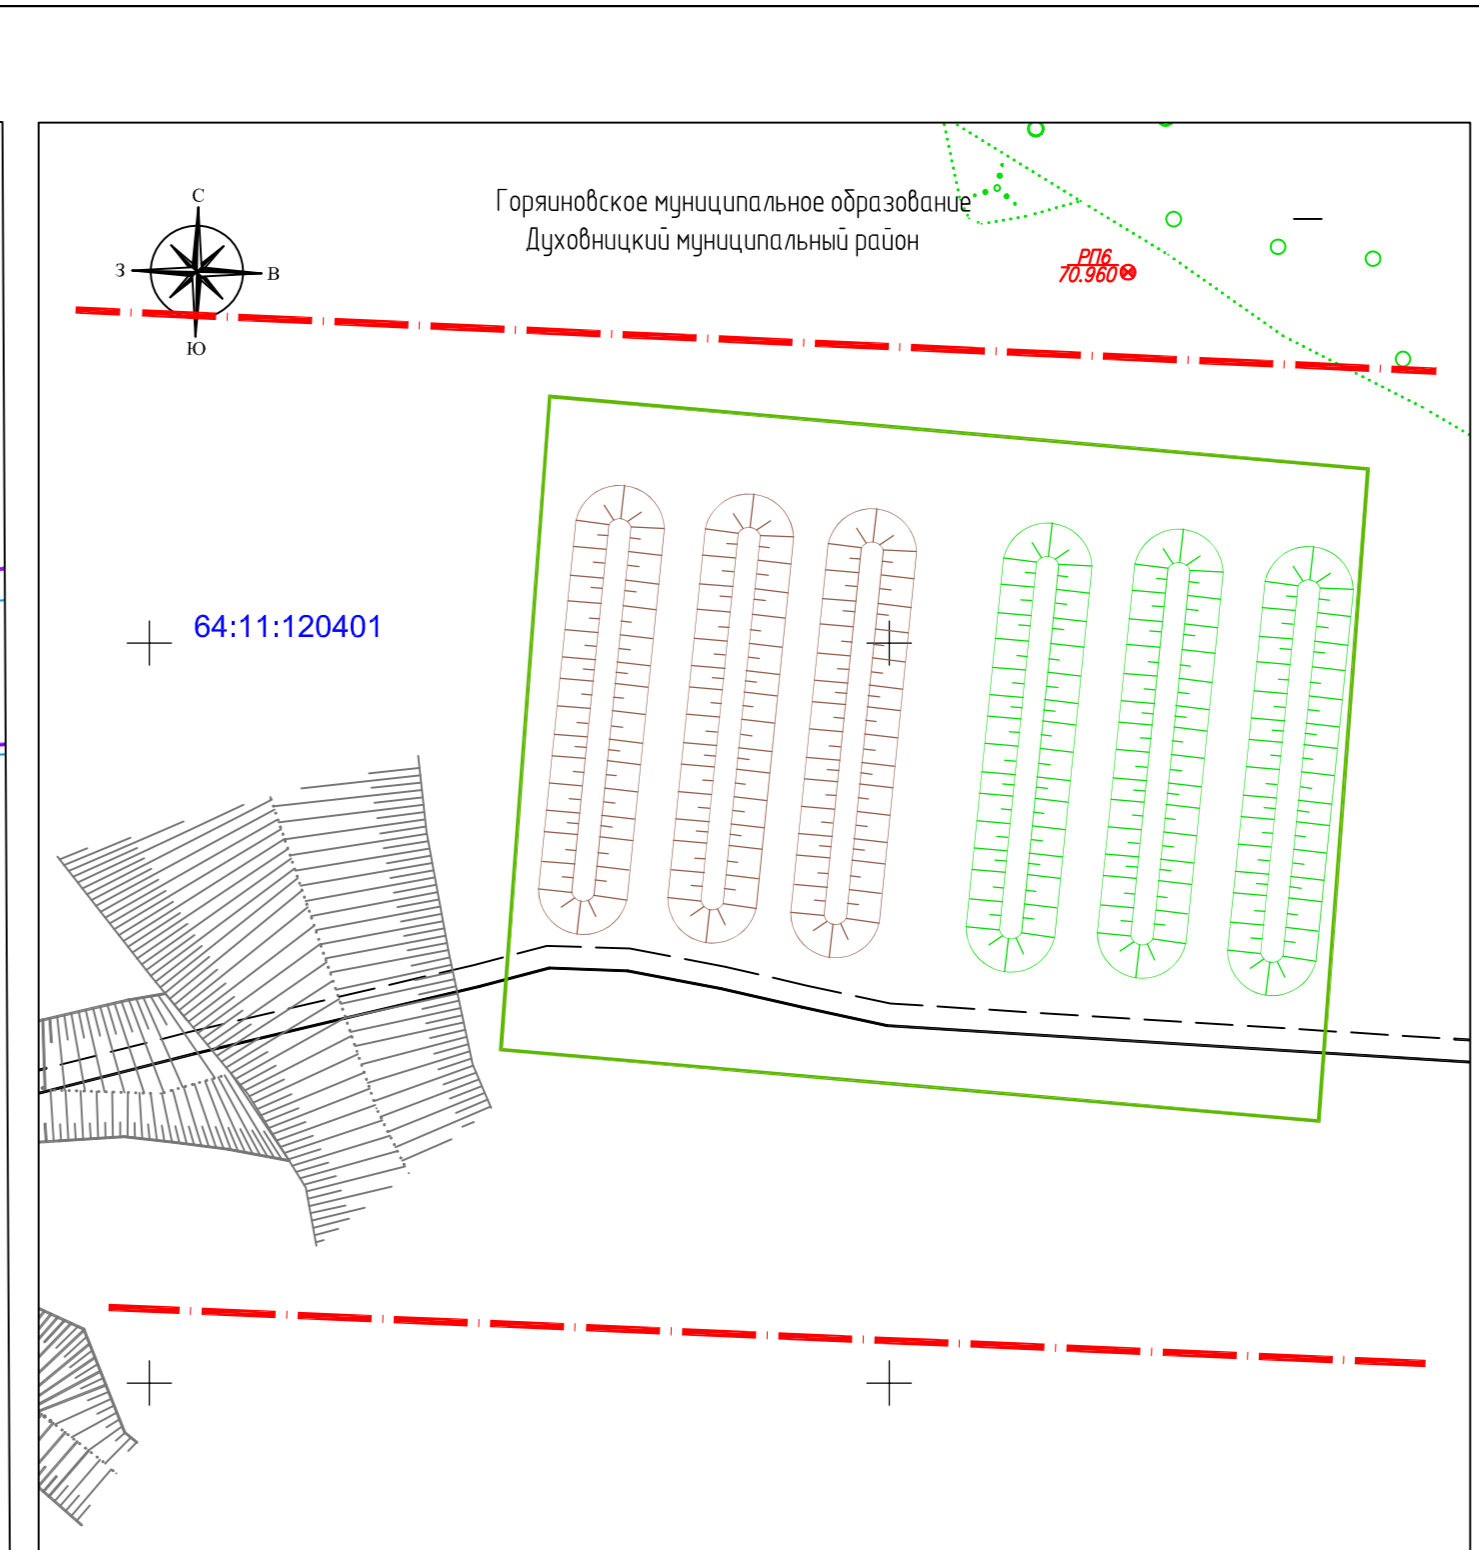 С
З
В
Ю
Горяиновское муниципальное образование
Духовницкий муниципальный район
РП6
70.960
64:11:120401